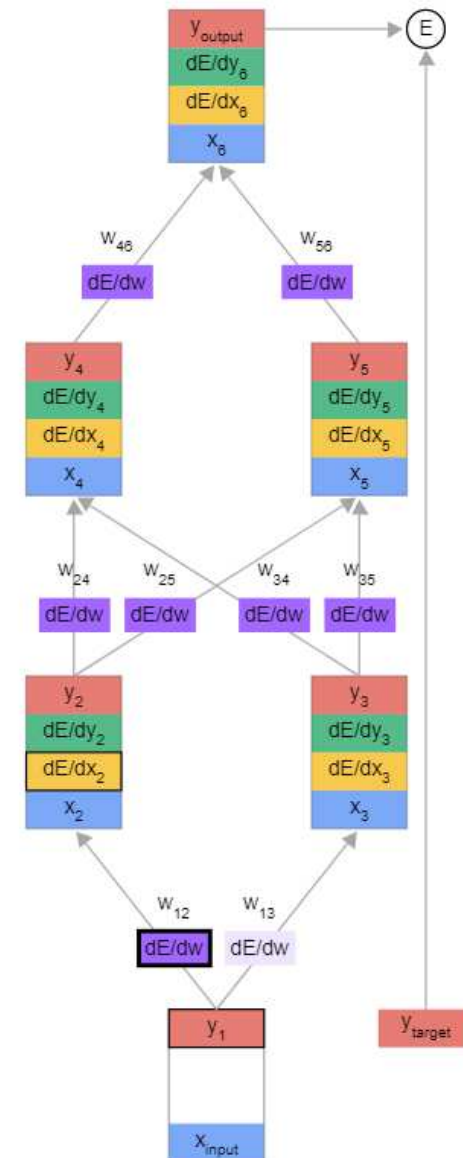 y_output E
dE/dy_6
dE/dx_6
x_6
w_46 w_56
dE/dw dE/dw
y_4 y_5
dE/dy_4 dE/dy_5
dE/dx_4 dE/dx_5
x_4 x_5
w_24 w_25 w_34 w_35
dE/dw dE/dw dE/dw dE/dw
y_2 y_3
dE/dy_2 dE/dy_3
dE/dx_2 dE/dx_3
x_2 x_3
w_12 w_13
dE/dw dE/dw
y_1 y_target
x_input